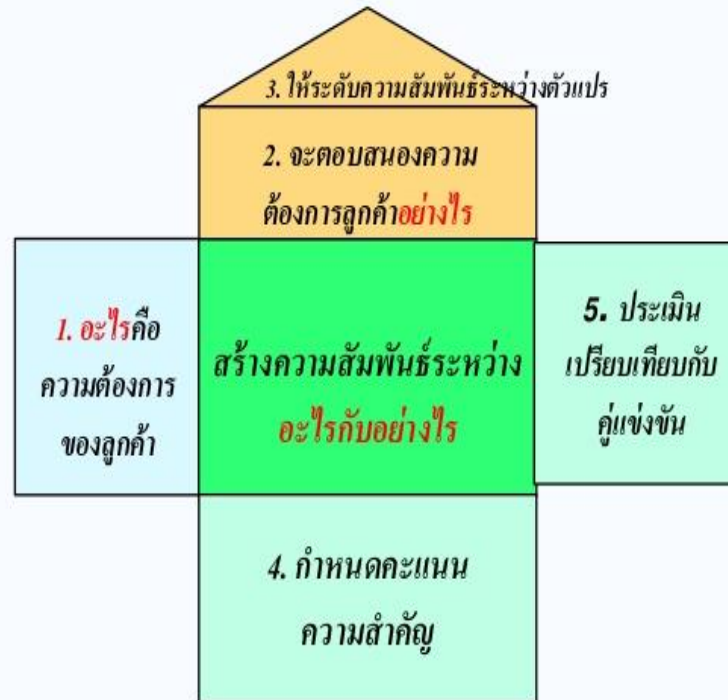 3. ให้ระดับความสัมพันธ์ระหว่างตัวแปร
2. จะตอบสนองความ
ต้องการลูกค้าอย่างไร
1. อะไรคือ
ความต้องการ
ของลูกค้า
สร้างความสัมพันธ์ระหว่าง
อะไรกับอย่างไร
5. ประเมิน
เปรียบเทียบกับ
คู่แข่งขัน
4. กำหนดคะแนน
ความสำคัญ